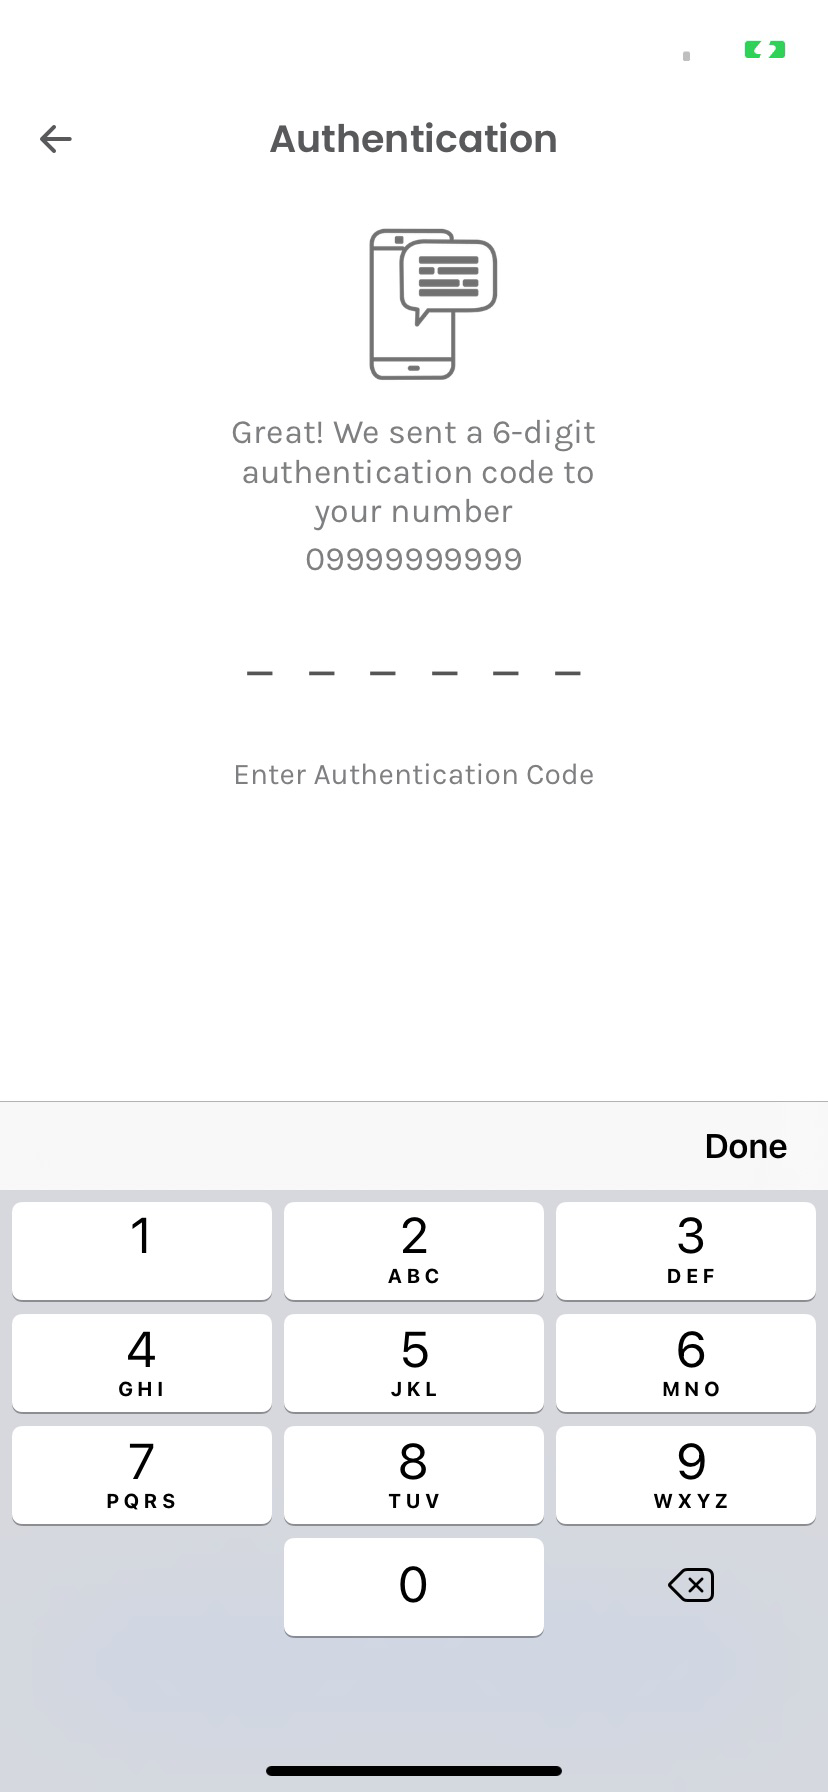 Authentication
Great! We sent a 6-digit
authentication code to
your number
09999999999
Enter Authentication Code
Done
1
2
ABC
3
DEF
4
GHI
5
JKL
6
MNO
7
PQRS
8
TUV
9
WXYZ
0